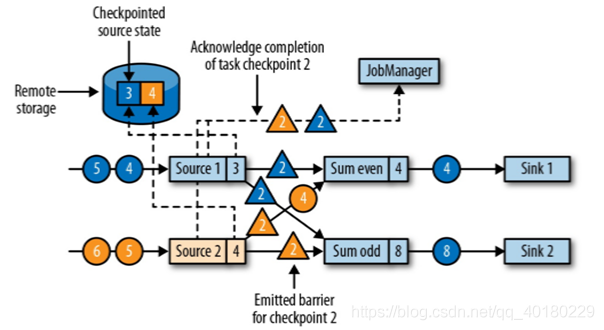 Checkpointed
source state
Acknowledge completion
of task checkpoint 2
JobManager
Remote
storage
3 4
2 2
5 4 Source 1 3 2 Sum even 4 4 Sink 1
2 4
2
6 5 Source 2 4 2 Sum odd 8 8 Sink 2
Emitted barrier
for checkpoint 2
https://blog.csdn.net/qq_40180229